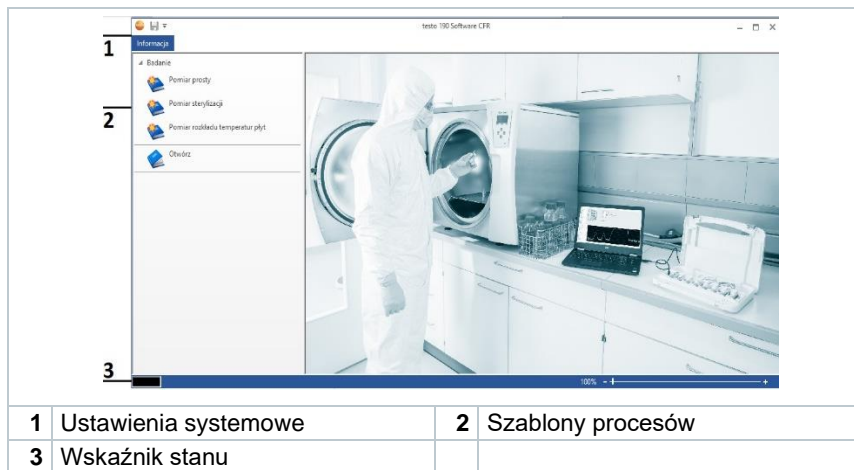 testo 190 Software CFR
1
Informacja
Badanie
Pomiar prosty
Pomiar sterylizacji
2
Pomiar rozkładu temperatur płyt
Otwórz
3
100%
1 Ustawienia systemowe
2 Szablony procesów
3 Wskaźnik stanu